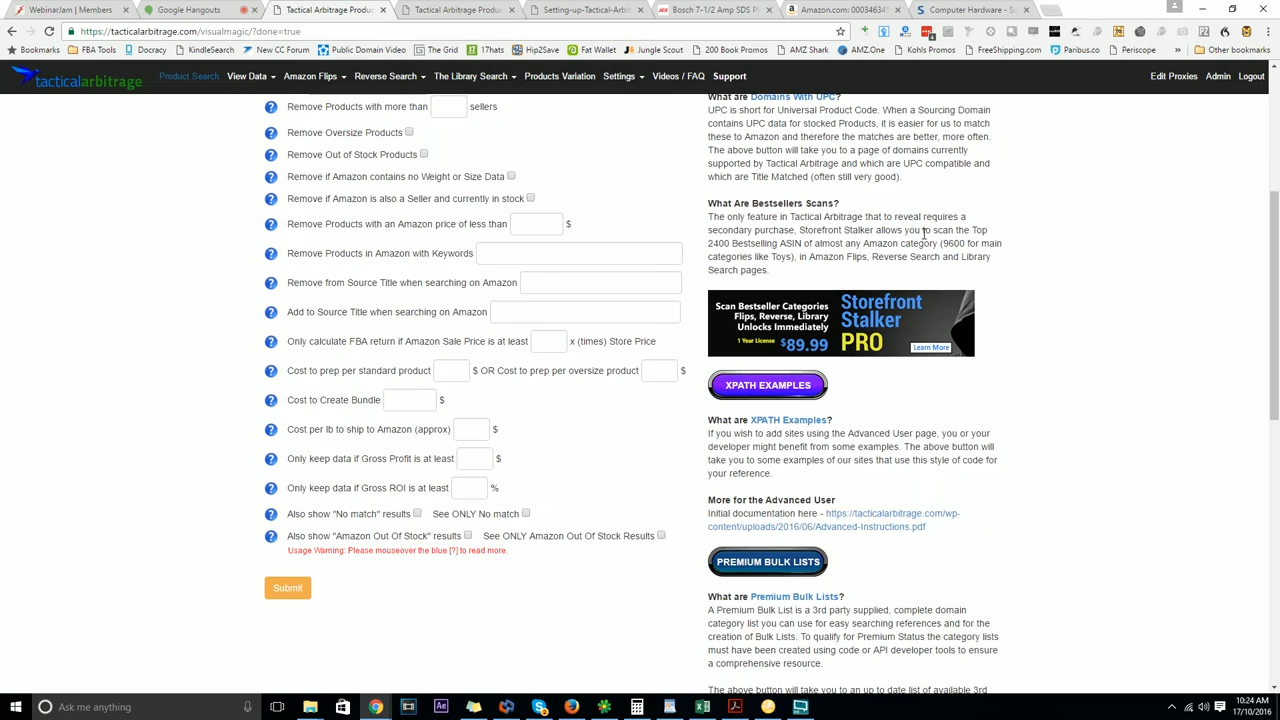 WebinarJam | Members
Google Hangouts
Tactical Arbitrage Produc
Tactical Arbitrage Produc
Setting-up-Tactical-Arbit
Bosch 7-1/2 Amp SDS Pl
Amazon.com: 000346345
Computer Hardware - S
https://tacticalarbitrage.com/visualmagic/?done=true
Bookmarks
FBA Tools
Docracy
KindleSearch
New CC Forum
Public Domain Video
The Grid
17hats
Hip2Save
Fat Wallet
Jungle Scout
200 Book Promos
AMZ Shark
AMZ.One
Kohls Promos
FreeShipping.com
Paribus.co
Periscope
»
Other bookmarks
tacticalarbitrage
Product Search
View Data
Amazon Flips
Reverse Search
The Library Search
Products Variation
Settings
Videos / FAQ
Support
Edit Proxies
Admin
Logout
? Remove Products with more than sellers
? Remove Oversize Products
? Remove Out of Stock Products
? Remove if Amazon contains no Weight or Size Data
? Remove if Amazon is also a Seller and currently in stock
? Remove Products with an Amazon price of less than $
? Remove Products in Amazon with Keywords
? Remove from Source Title when searching on Amazon
? Add to Source Title when searching on Amazon
? Only calculate FBA return if Amazon Sale Price is at least x (times) Store Price
? Cost to prep per standard product $ OR Cost to prep per oversize product $
? Cost to Create Bundle $
? Cost per lb to ship to Amazon (approx) $
? Only keep data if Gross Profit is at least $
? Only keep data if Gross ROI is at least %
? Also show "No match" results See ONLY No match
? Also show "Amazon Out Of Stock" results See ONLY Amazon Out Of Stock Results
Usage Warning: Please mouseover the blue [?] to read more.
Submit
What are Domains With UPC?
UPC is short for Universal Product Code. When a Sourcing Domain
contains UPC data for stocked Products, it is easier for us to match
these to Amazon and therefore the matches are better, more often.
The above button will take you to a page of domains currently
supported by Tactical Arbitrage and which are UPC compatible and
which are Title Matched (often still very good).
What Are Bestsellers Scans?
The only feature in Tactical Arbitrage that to reveal requires a
secondary purchase, Storefront Stalker allows you to scan the Top
2400 Bestselling ASIN of almost any Amazon category (9600 for main
categories like Toys), in Amazon Flips, Reverse Search and Library
Search pages.
Scan Bestseller Categories
Flips, Reverse, Library
Unlocks Immediately
1 Year License $89.99
Storefront
Stalker
PRO
Learn More
XPATH EXAMPLES
What are XPATH Examples?
If you wish to add sites using the Advanced User page, you or your
developer might benefit from some examples. The above button will
take you to some examples of our sites that use this style of code for
your reference.
More for the Advanced User
Initial documentation here - https://tacticalarbitrage.com/wp-
content/uploads/2016/06/Advanced-Instructions.pdf
PREMIUM BULK LISTS
What are Premium Bulk Lists?
A Premium Bulk List is a 3rd party supplied, complete domain
category list you can use for easy searching references and for the
creation of Bulk Lists. To qualify for Premium Status the category lists
must have been created using code or API developer tools to ensure
a comprehensive resource.
The above button will take you to an up to date list of available 3rd
Ask me anything
Ae
10:24 AM
17/10/2016